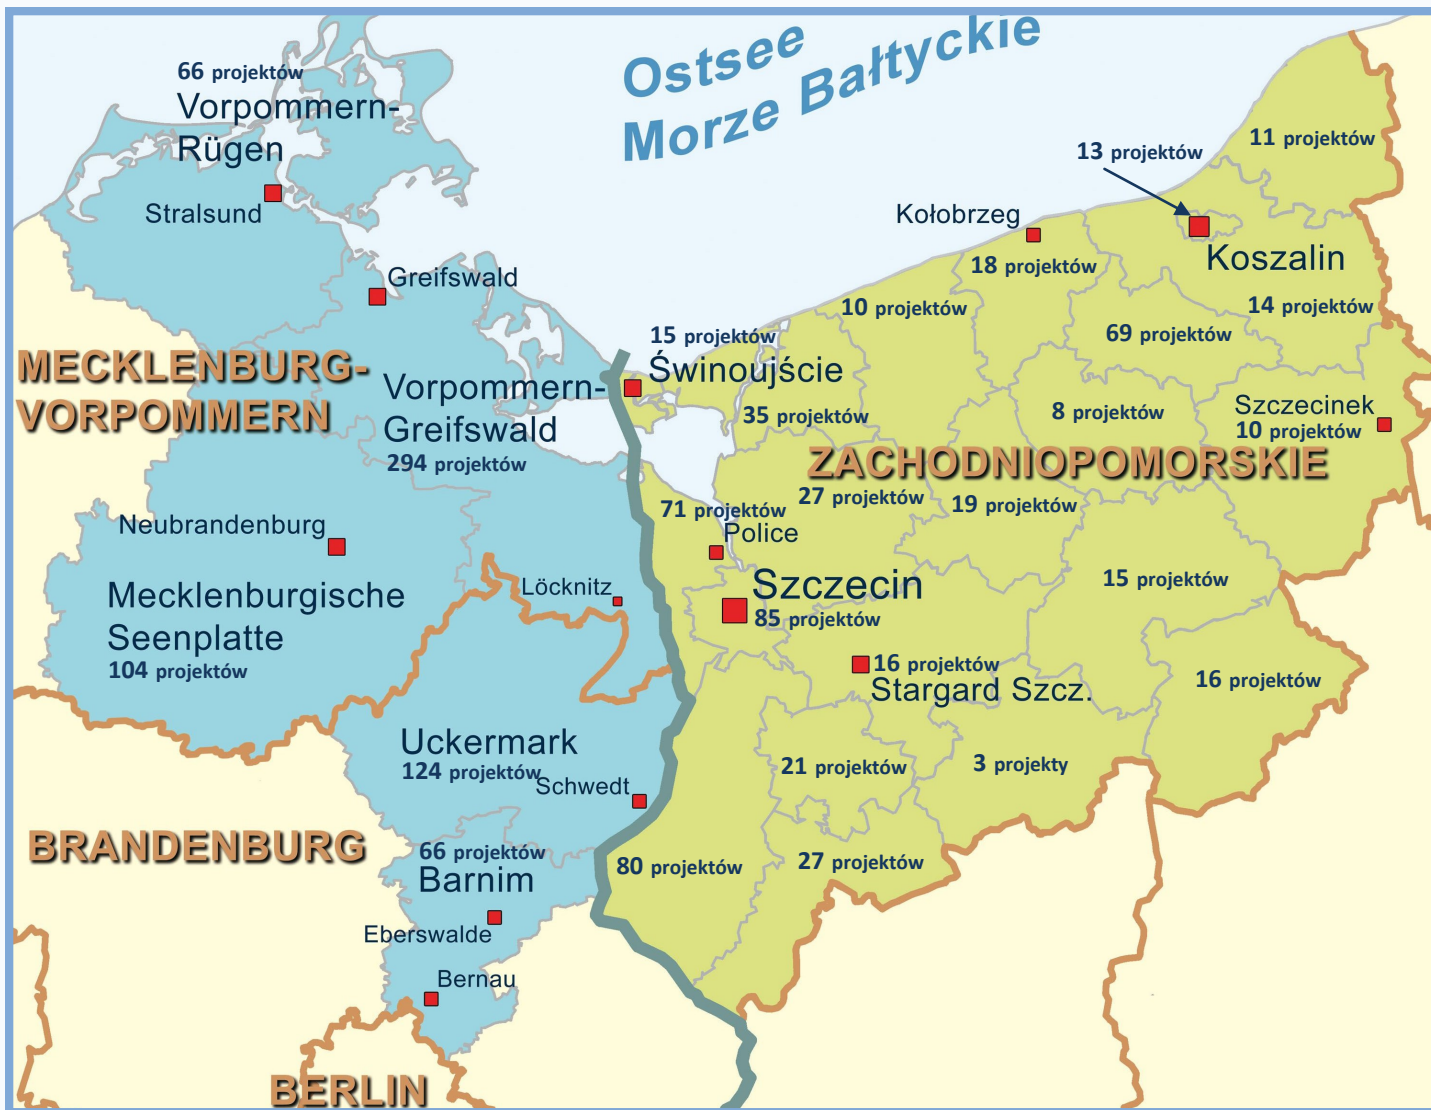 Ostsee
Morze Bałtyckie
66 projektów
Vorpommern-
Rügen
Stralsund
Greifswald
11 projektów
13 projektów
Kołobrzeg
Koszalin
18 projektów
10 projektów
14 projektów
69 projektów
15 projektów
Świnoujście
MECKLENBURG-
VORPOMMERN
Vorpommern-
Greifswald
294 projektów
35 projektów
8 projektów
Szczecinek
10 projektów
ZACHODNIOPOMORSKIE
27 projektów
19 projektów
71 projektów
Police
Neubrandenburg
Mecklenburgische
Seenplatte
104 projektów
Löcknitz
Szczecin
85 projektów
15 projektów
16 projektów
Stargard Szcz.
16 projektów
Uckermark
124 projektów
Schwedt
21 projektów
3 projekty
BRANDENBURG
66 projektów
Barnim
80 projektów
27 projektów
Eberswalde
Bernau
BERLIN